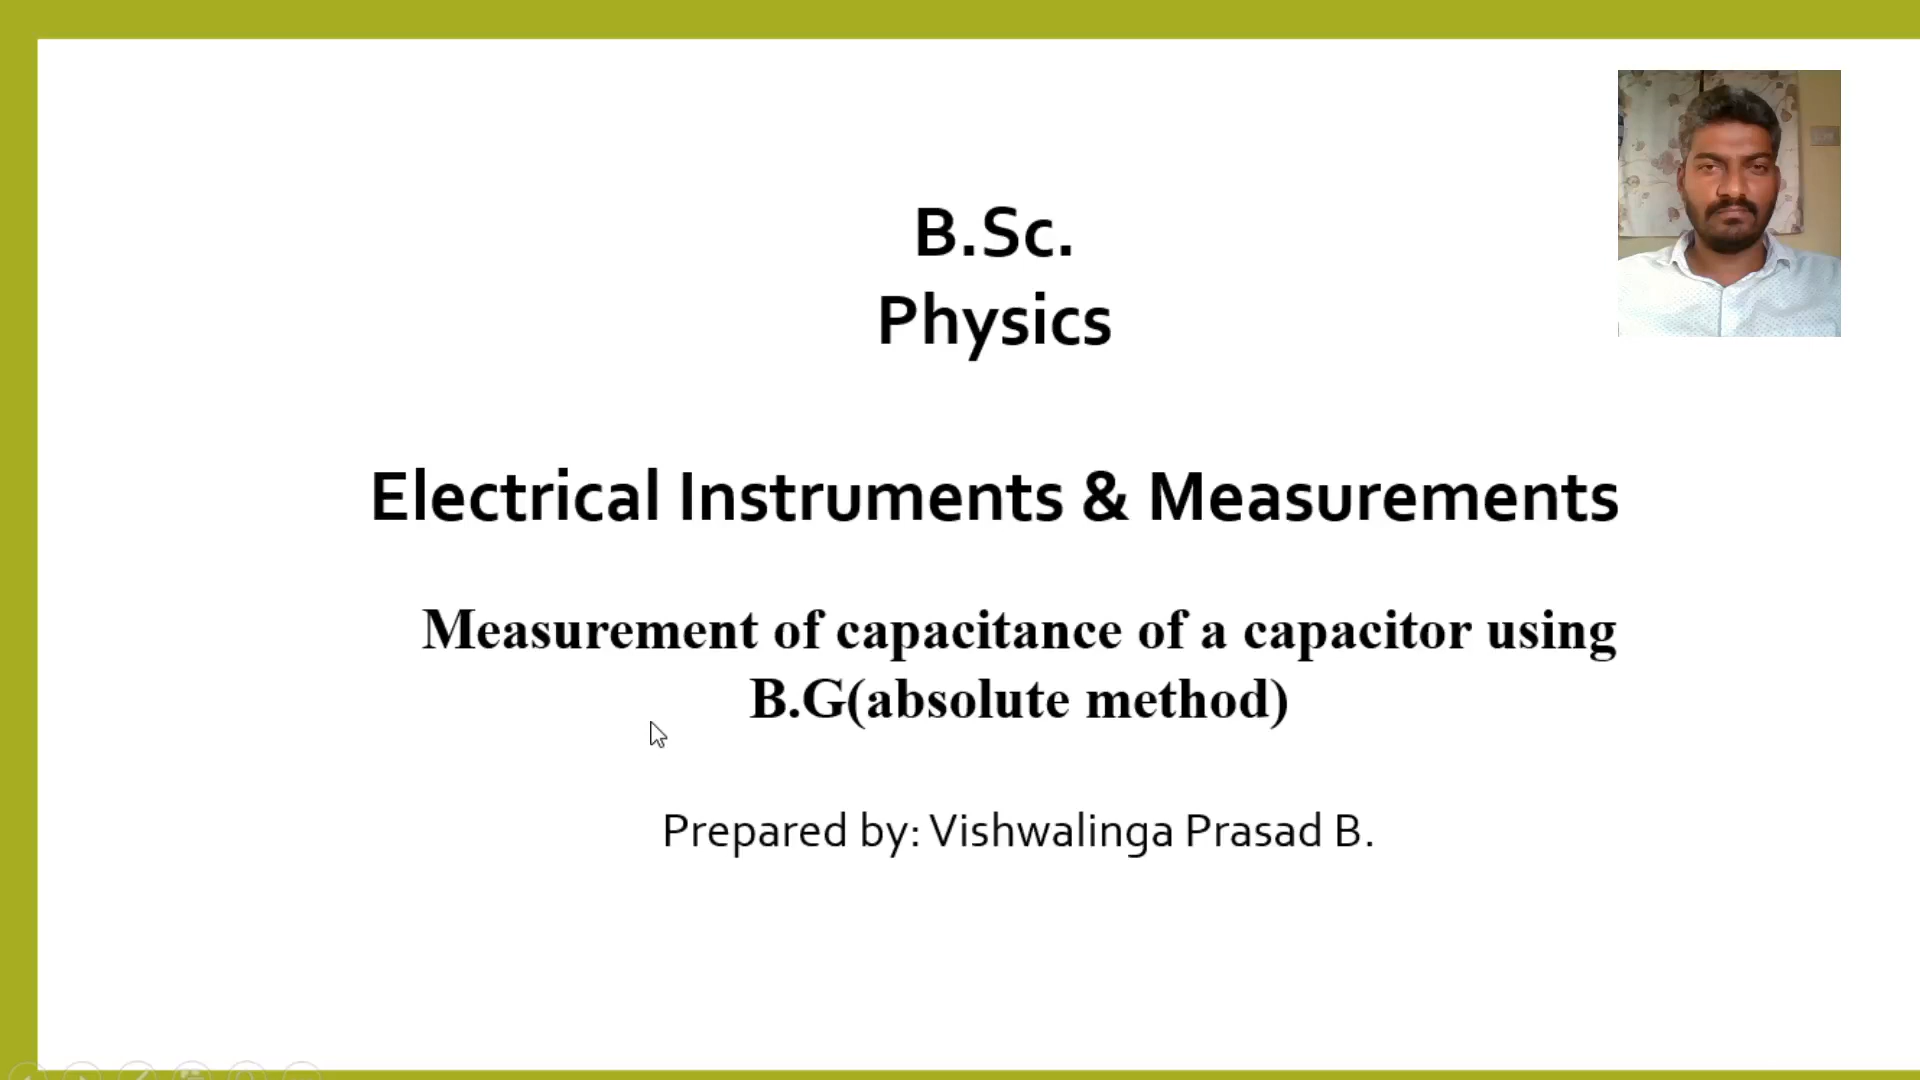 B.Sc.
Physics
Electrical Instruments & Measurements
Measurement of capacitance of a capacitor using
B.G(absolute method)
Prepared by: Vishwalinga Prasad B.